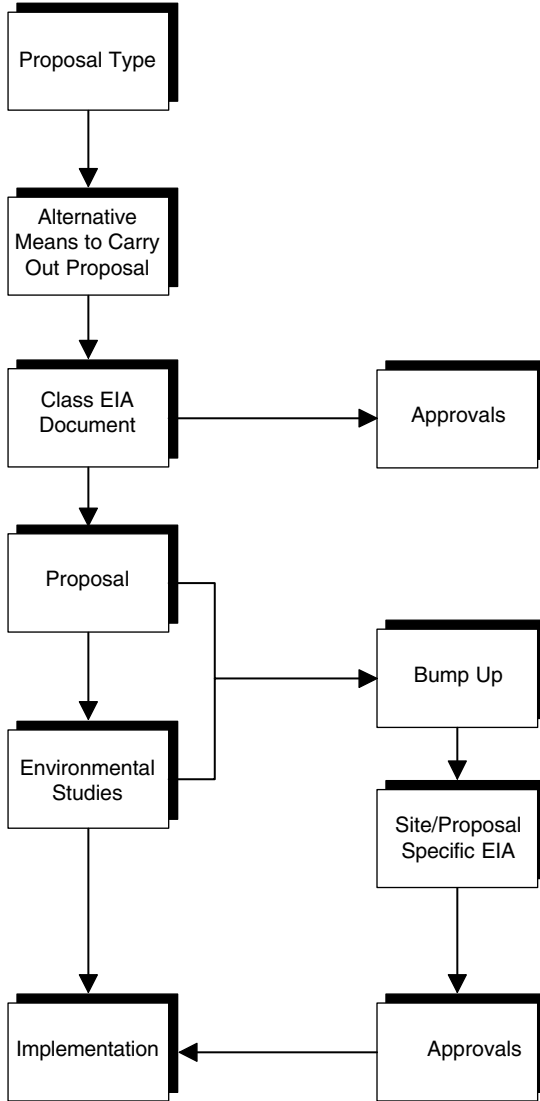 Proposal Type
Alternative
Means to Carry
Out Proposal
Class EIA
Document
Approvals
Proposal
Bump Up
Environmental
Studies
Site/Proposal
Specific EIA
Implementation
Approvals